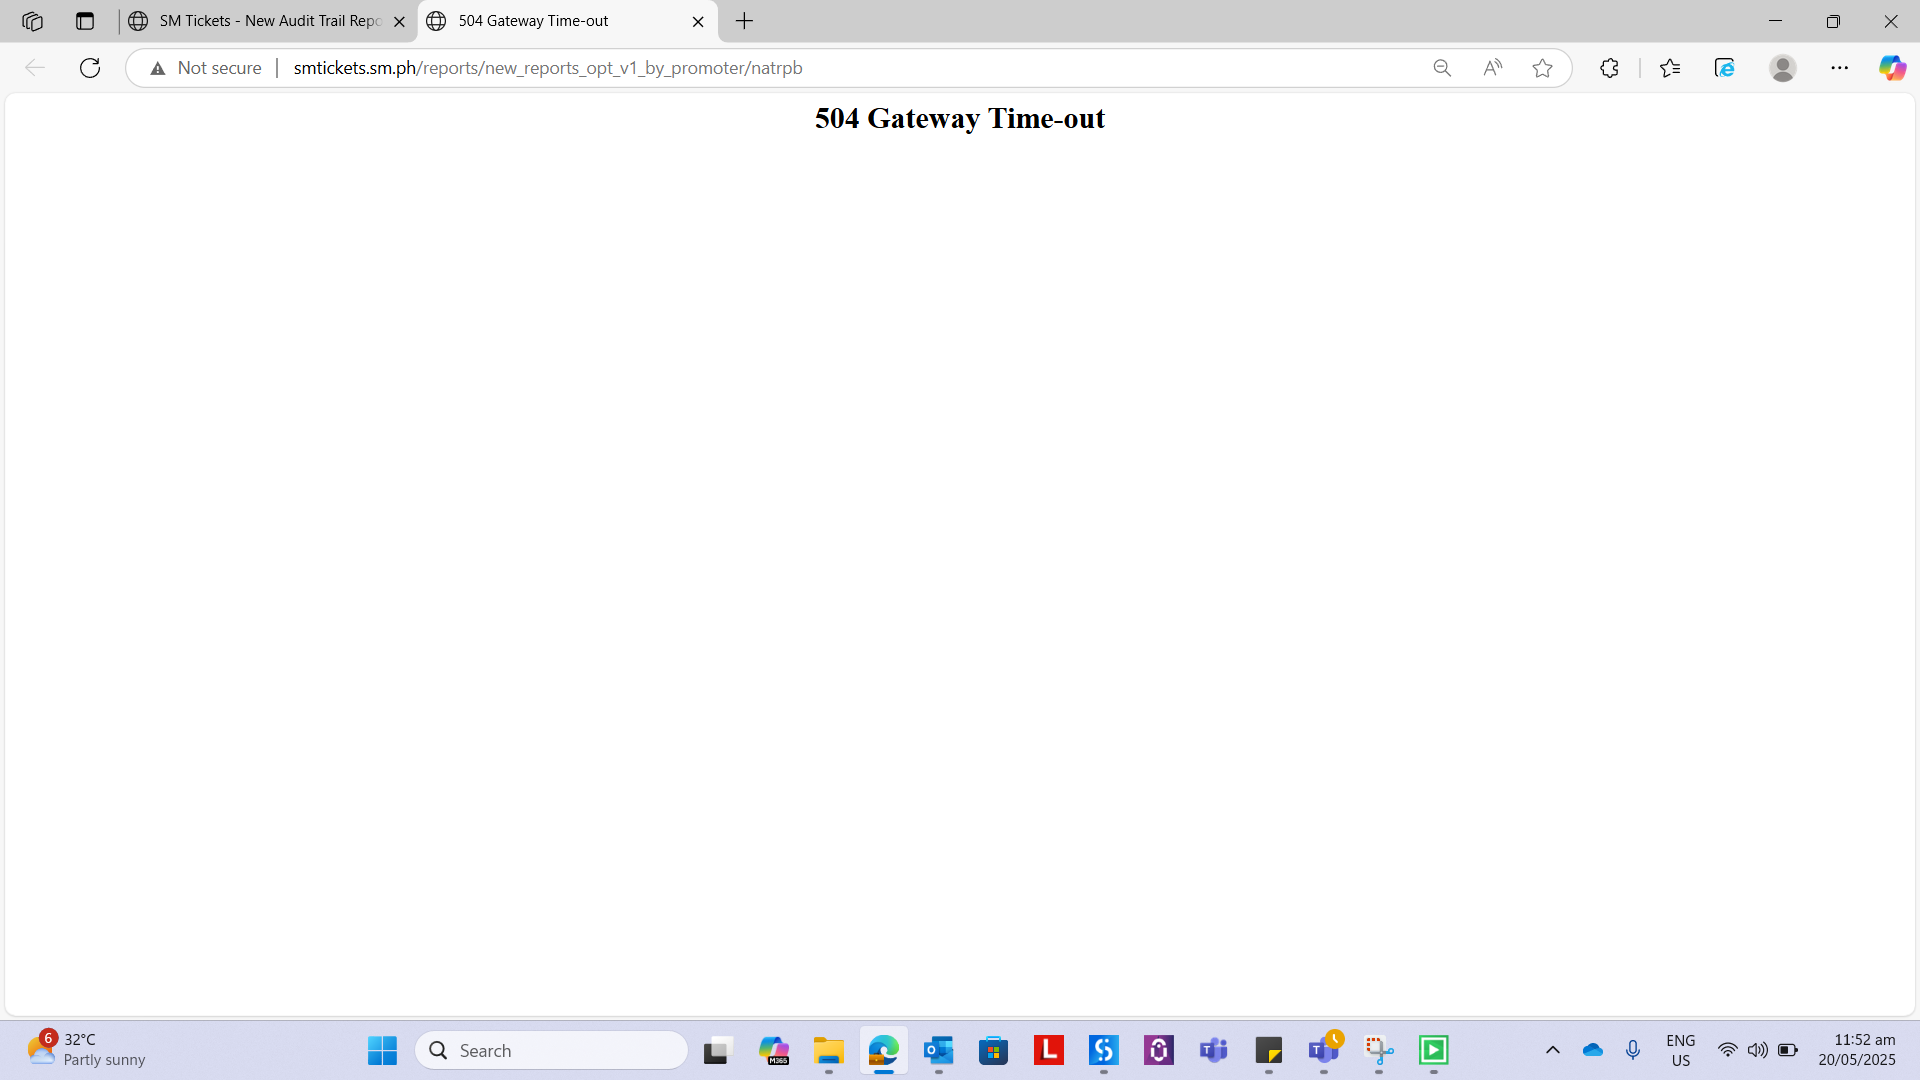 SM Tickets - New Audit Trail Repo
504 Gateway Time-out
Not secure
smtickets.sm.ph/reports/new_reports_opt_v1_by_promoter/natrpb
504 Gateway Time-out
6
32°C
Partly sunny
Search
M365
ENG
US
11:52 am
20/05/2025